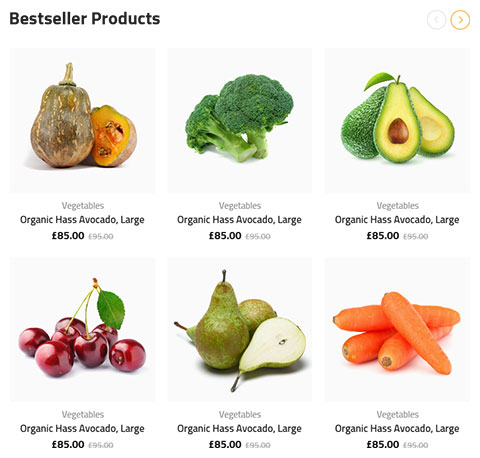 Bestseller Products
Vegetables
Organic Hass Avocado, Large
£85.00 £95.00
Vegetables
Organic Hass Avocado, Large
£85.00 £95.00
Vegetables
Organic Hass Avocado, Large
£85.00 £95.00
Vegetables
Organic Hass Avocado, Large
£85.00 £95.00
Vegetables
Organic Hass Avocado, Large
£85.00 £95.00
Vegetables
Organic Hass Avocado, Large
£85.00 £95.00